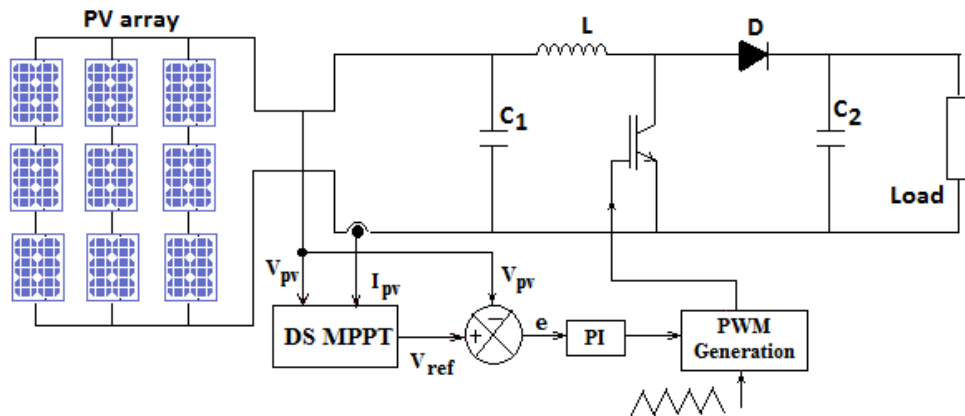 PV array
L
D
C1
C2
Load
Vpv
Ipv
Vpv
DS MPPT
+
−
Vref
e
PI
PWM
Generation